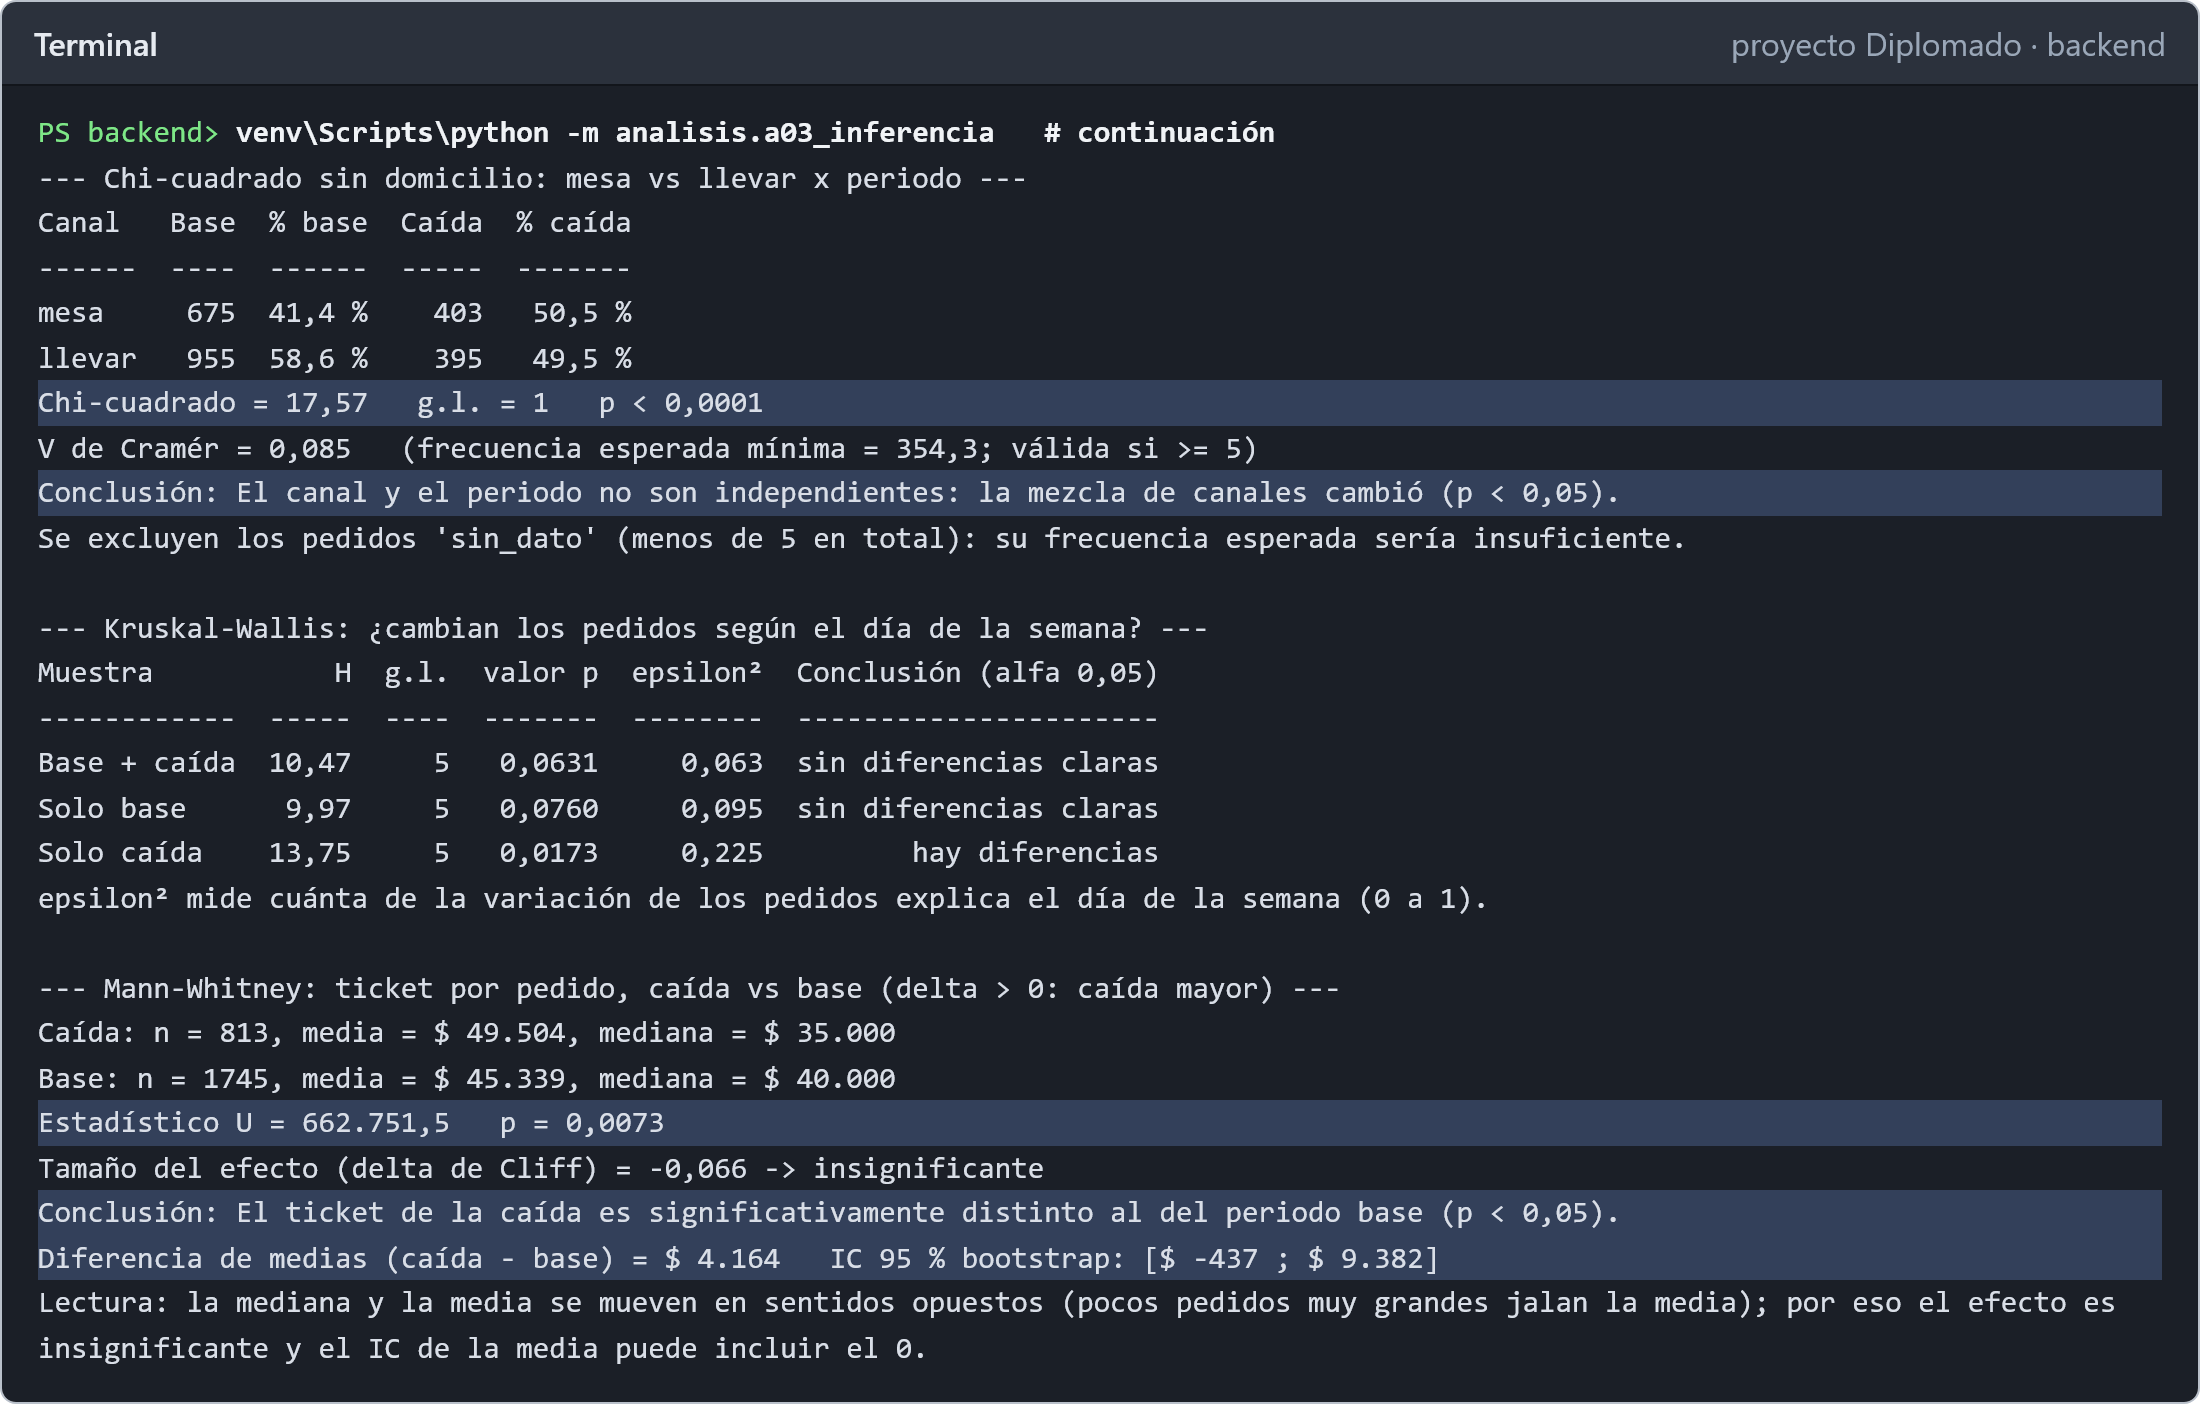 Terminal
proyecto Diplomado · backend
PS backend> venv\Scripts\python -m analisis.a03_inferencia   # continuación
--- Chi-cuadrado sin domicilio: mesa vs llevar x periodo ---
Canal   Base  % base  Caída  % caída
------  ----  ------  -----  -------
mesa     675  41,4 %    403   50,5 %
llevar   955  58,6 %    395   49,5 %
Chi-cuadrado = 17,57   g.l. = 1   p < 0,0001
V de Cramér = 0,085   (frecuencia esperada mínima = 354,3; válida si >= 5)
Conclusión: El canal y el periodo no son independientes: la mezcla de canales cambió (p < 0,05).
Se excluyen los pedidos 'sin_dato' (menos de 5 en total): su frecuencia esperada sería insuficiente.
--- Kruskal-Wallis: ¿cambian los pedidos según el día de la semana? ---
Muestra           H  g.l.  valor p  epsilon²  Conclusión (alfa 0,05)
------------  -----  ----  -------  --------  ----------------------
Base + caída  10,47     5   0,0631     0,063  sin diferencias claras
Solo base      9,97     5   0,0760     0,095  sin diferencias claras
Solo caída    13,75     5   0,0173     0,225         hay diferencias
epsilon² mide cuánta de la variación de los pedidos explica el día de la semana (0 a 1).
--- Mann-Whitney: ticket por pedido, caída vs base (delta > 0: caída mayor) ---
Caída: n = 813, media = $ 49.504, mediana = $ 35.000
Base: n = 1745, media = $ 45.339, mediana = $ 40.000
Estadístico U = 662.751,5   p = 0,0073
Tamaño del efecto (delta de Cliff) = -0,066 -> insignificante
Conclusión: El ticket de la caída es significativamente distinto al del periodo base (p < 0,05).
Diferencia de medias (caída - base) = $ 4.164   IC 95 % bootstrap: [$ -437 ; $ 9.382]
Lectura: la mediana y la media se mueven en sentidos opuestos (pocos pedidos muy grandes jalan la media); por eso el efecto es
insignificante y el IC de la media puede incluir el 0.